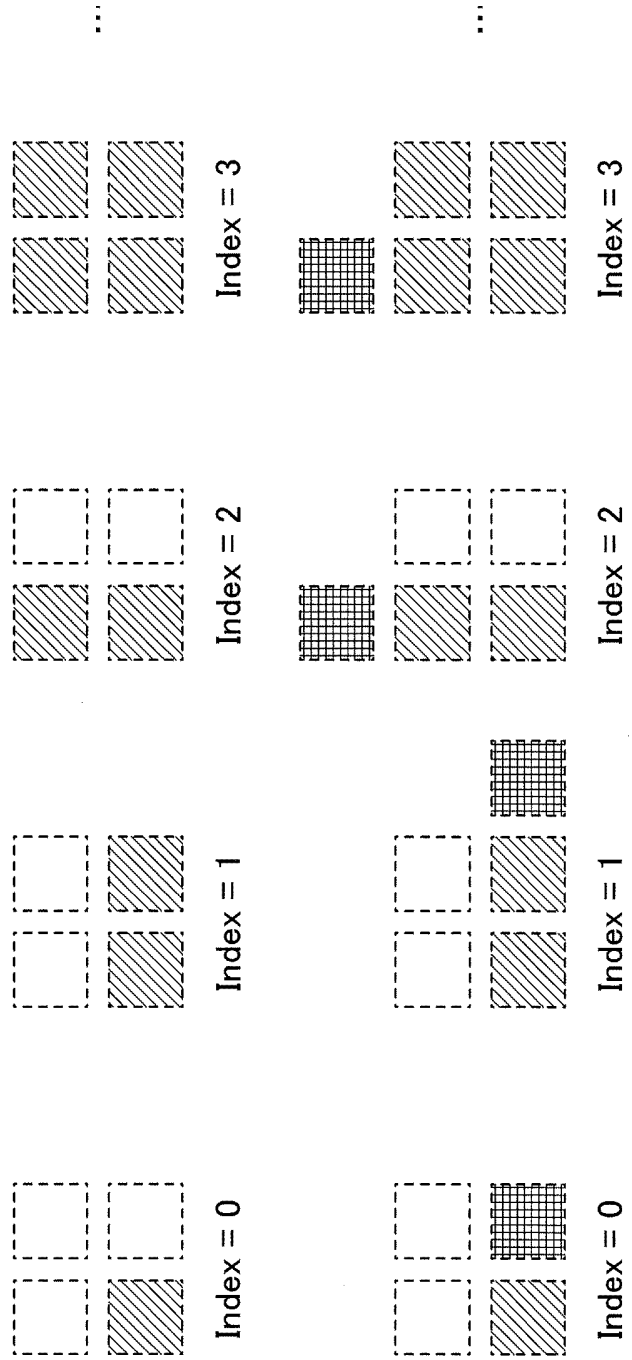 ...
Index = 0 Index = 1 Index = 2 Index = 3
...
Index = 0 Index = 1 Index = 2 Index = 3